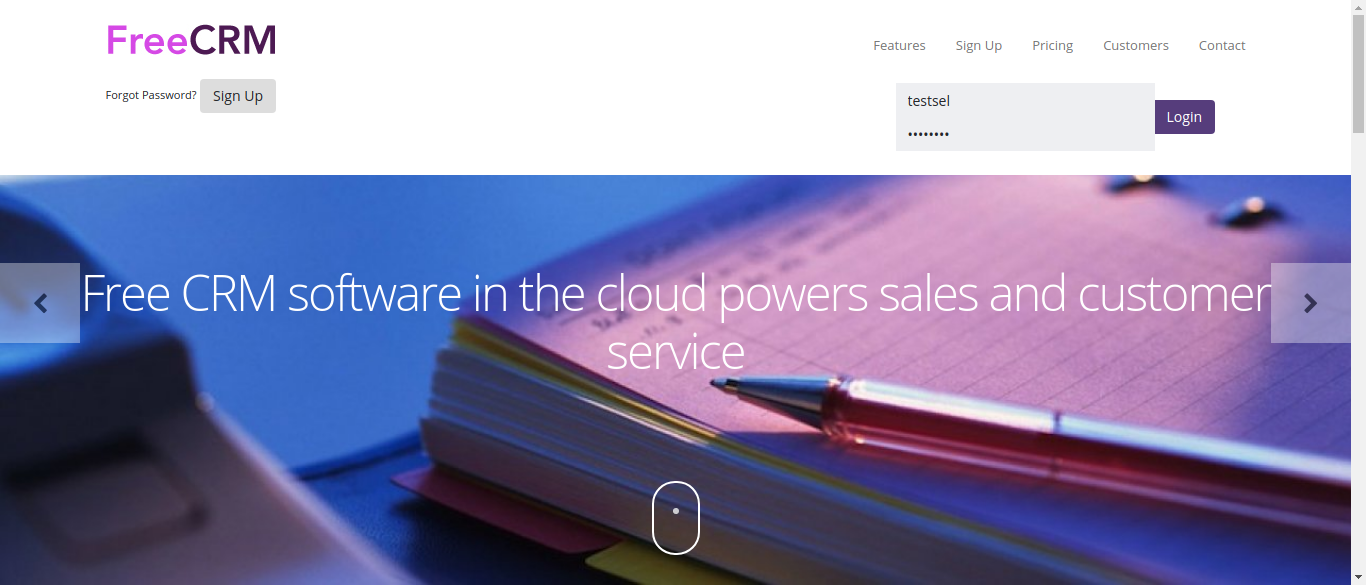 FreeCRM
Features Sign Up Pricing Customers Contact
Forgot Password? Sign Up
testsel
••••••••
Login
Free CRM software in the cloud powers sales and customer
service